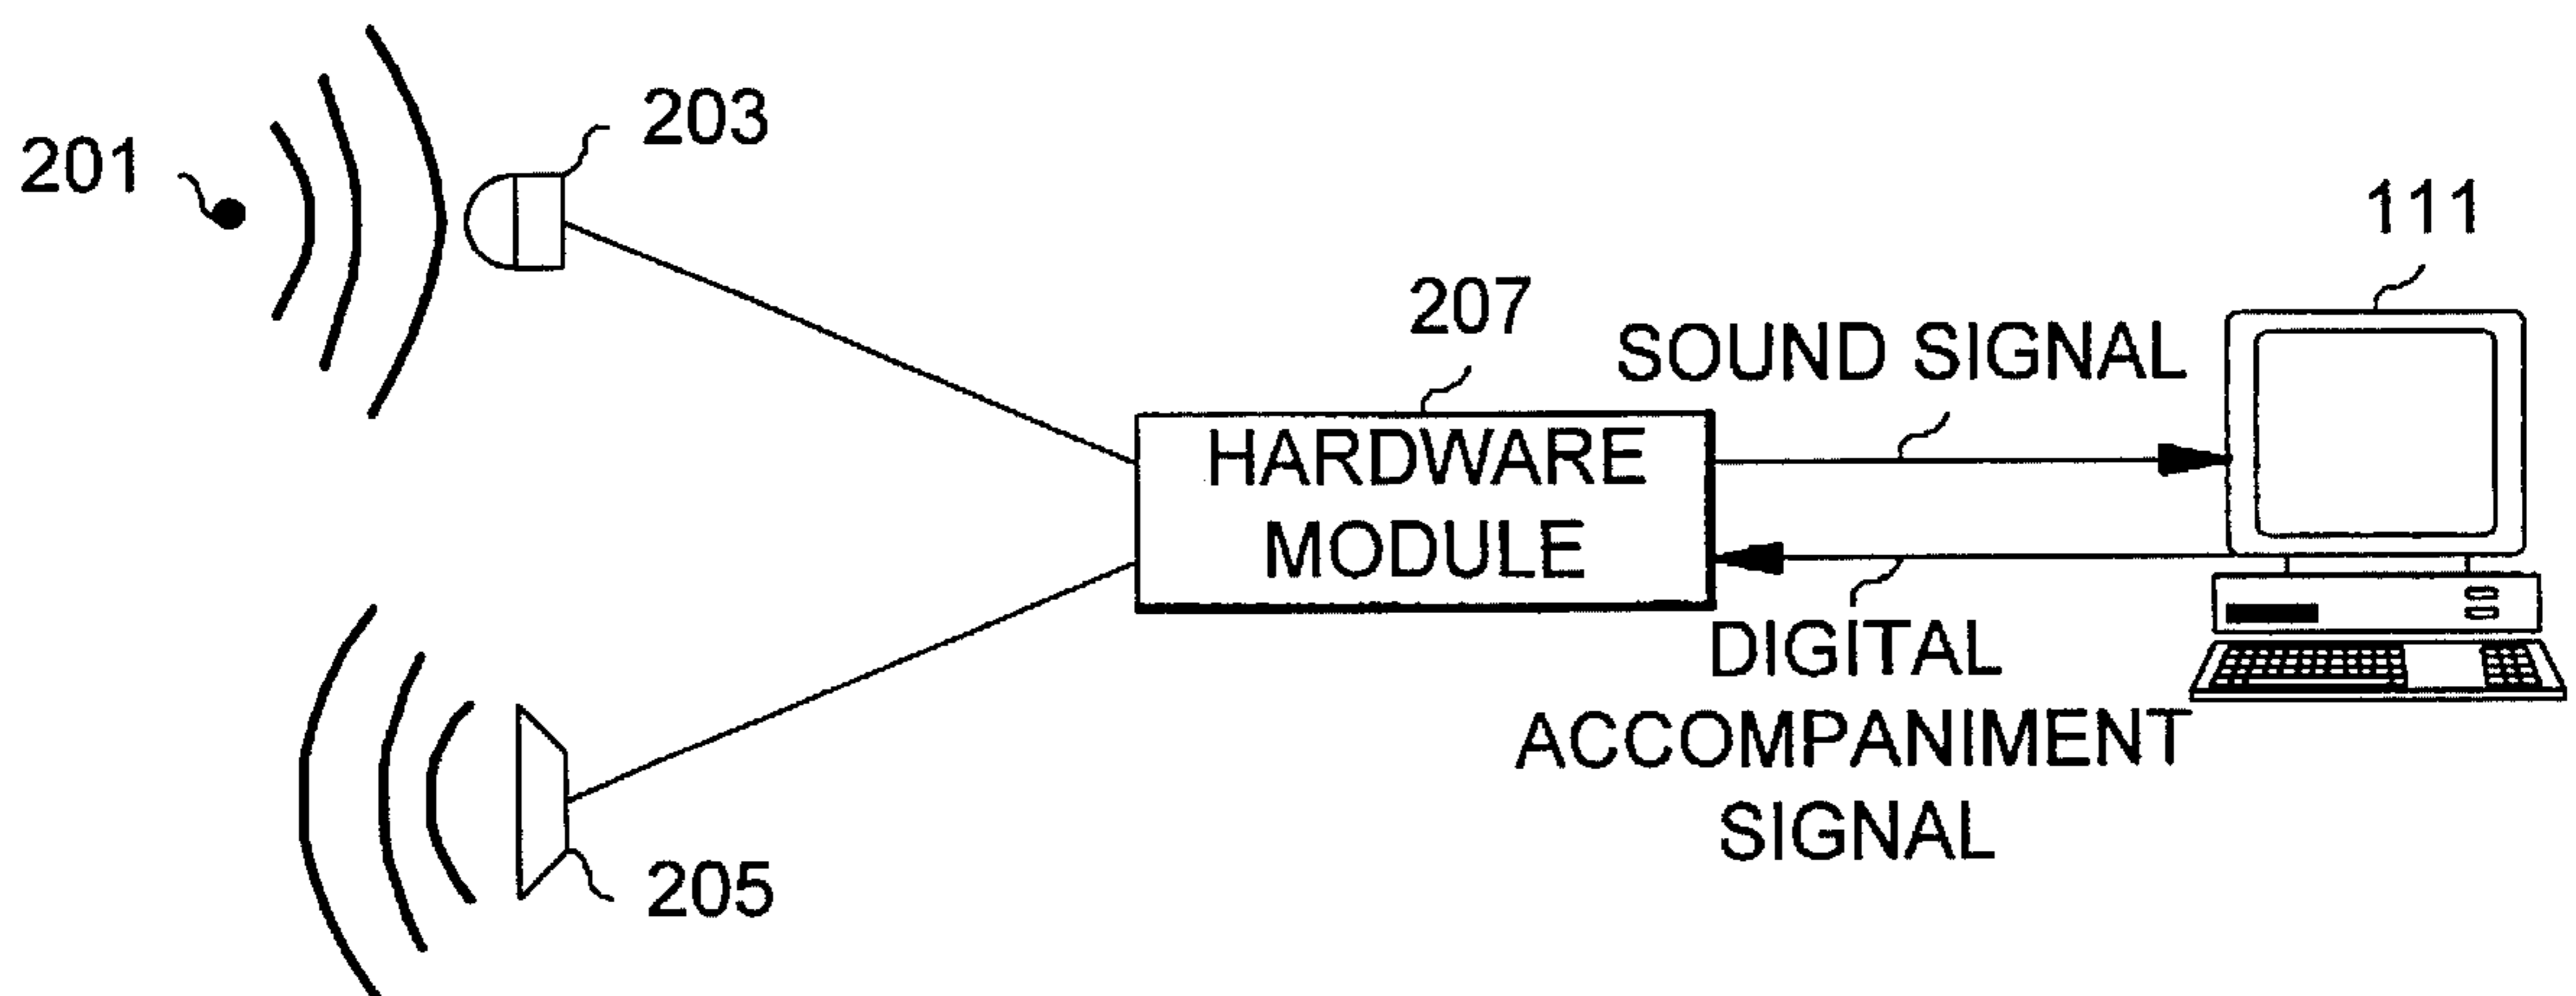 201
203
207
SOUND SIGNAL
111
HARDWARE
MODULE
DIGITAL
ACCOMPANIMENT
SIGNAL
205